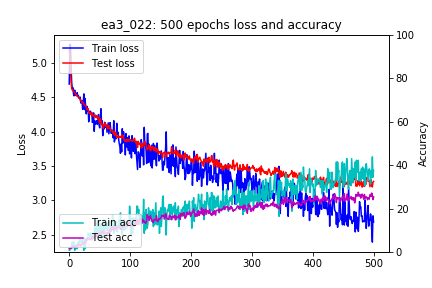 ea3_022: 500 epochs loss and accuracy
Train loss
Test loss
Train acc
Test acc
Loss
5.0
4.5
4.0
3.5
3.0
2.5
100
80
60
40
20
0
Accuracy
0 100 200 300 400 500